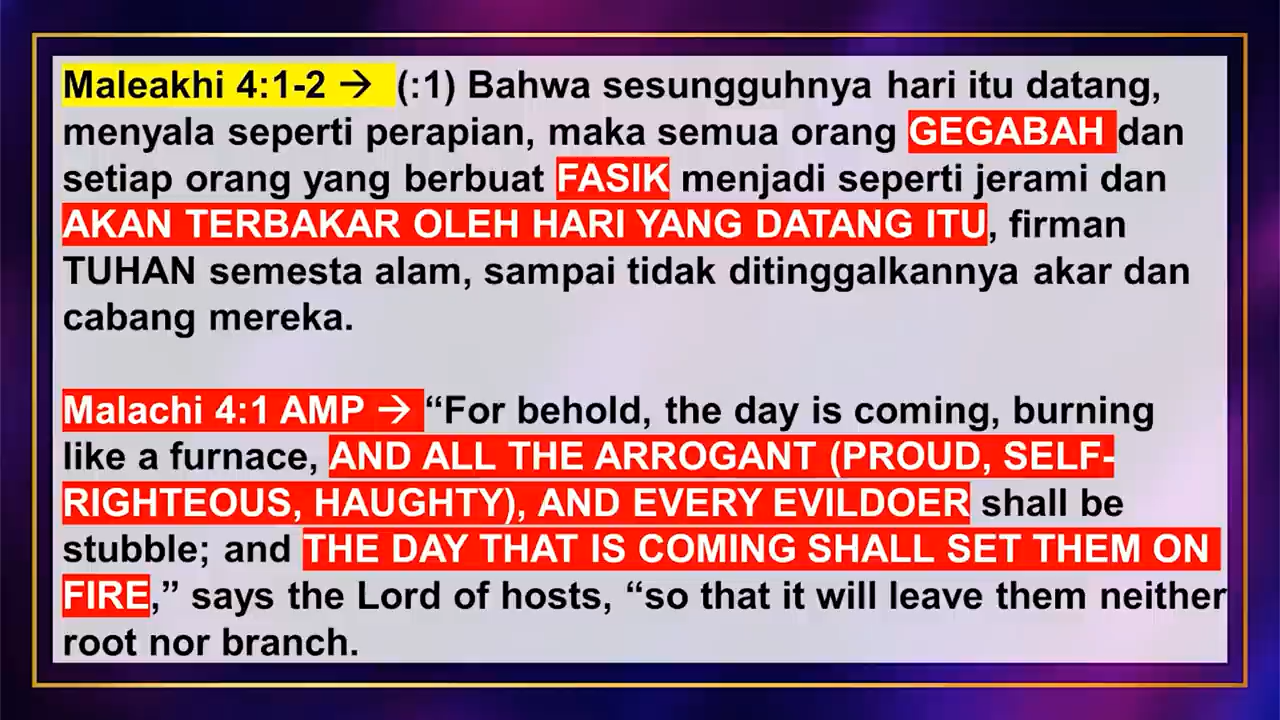 Maleakhi 4:1-2 → (:1) Bahwa sesungguhnya hari itu datang,
menyala seperti perapian, maka semua orang GEGABAH dan
setiap orang yang berbuat FASIK menjadi seperti jerami dan
AKAN TERBAKAR OLEH HARI YANG DATANG ITU, firman
TUHAN semesta alam, sampai tidak ditinggalkannya akar dan
cabang mereka.
Malachi 4:1 AMP → “For behold, the day is coming, burning
like a furnace, AND ALL THE ARROGANT (PROUD, SELF-
RIGHTEOUS, HAUGHTY), AND EVERY EVILDOER shall be
stubble; and THE DAY THAT IS COMING SHALL SET THEM ON
FIRE,” says the Lord of hosts, “so that it will leave them neither
root nor branch.